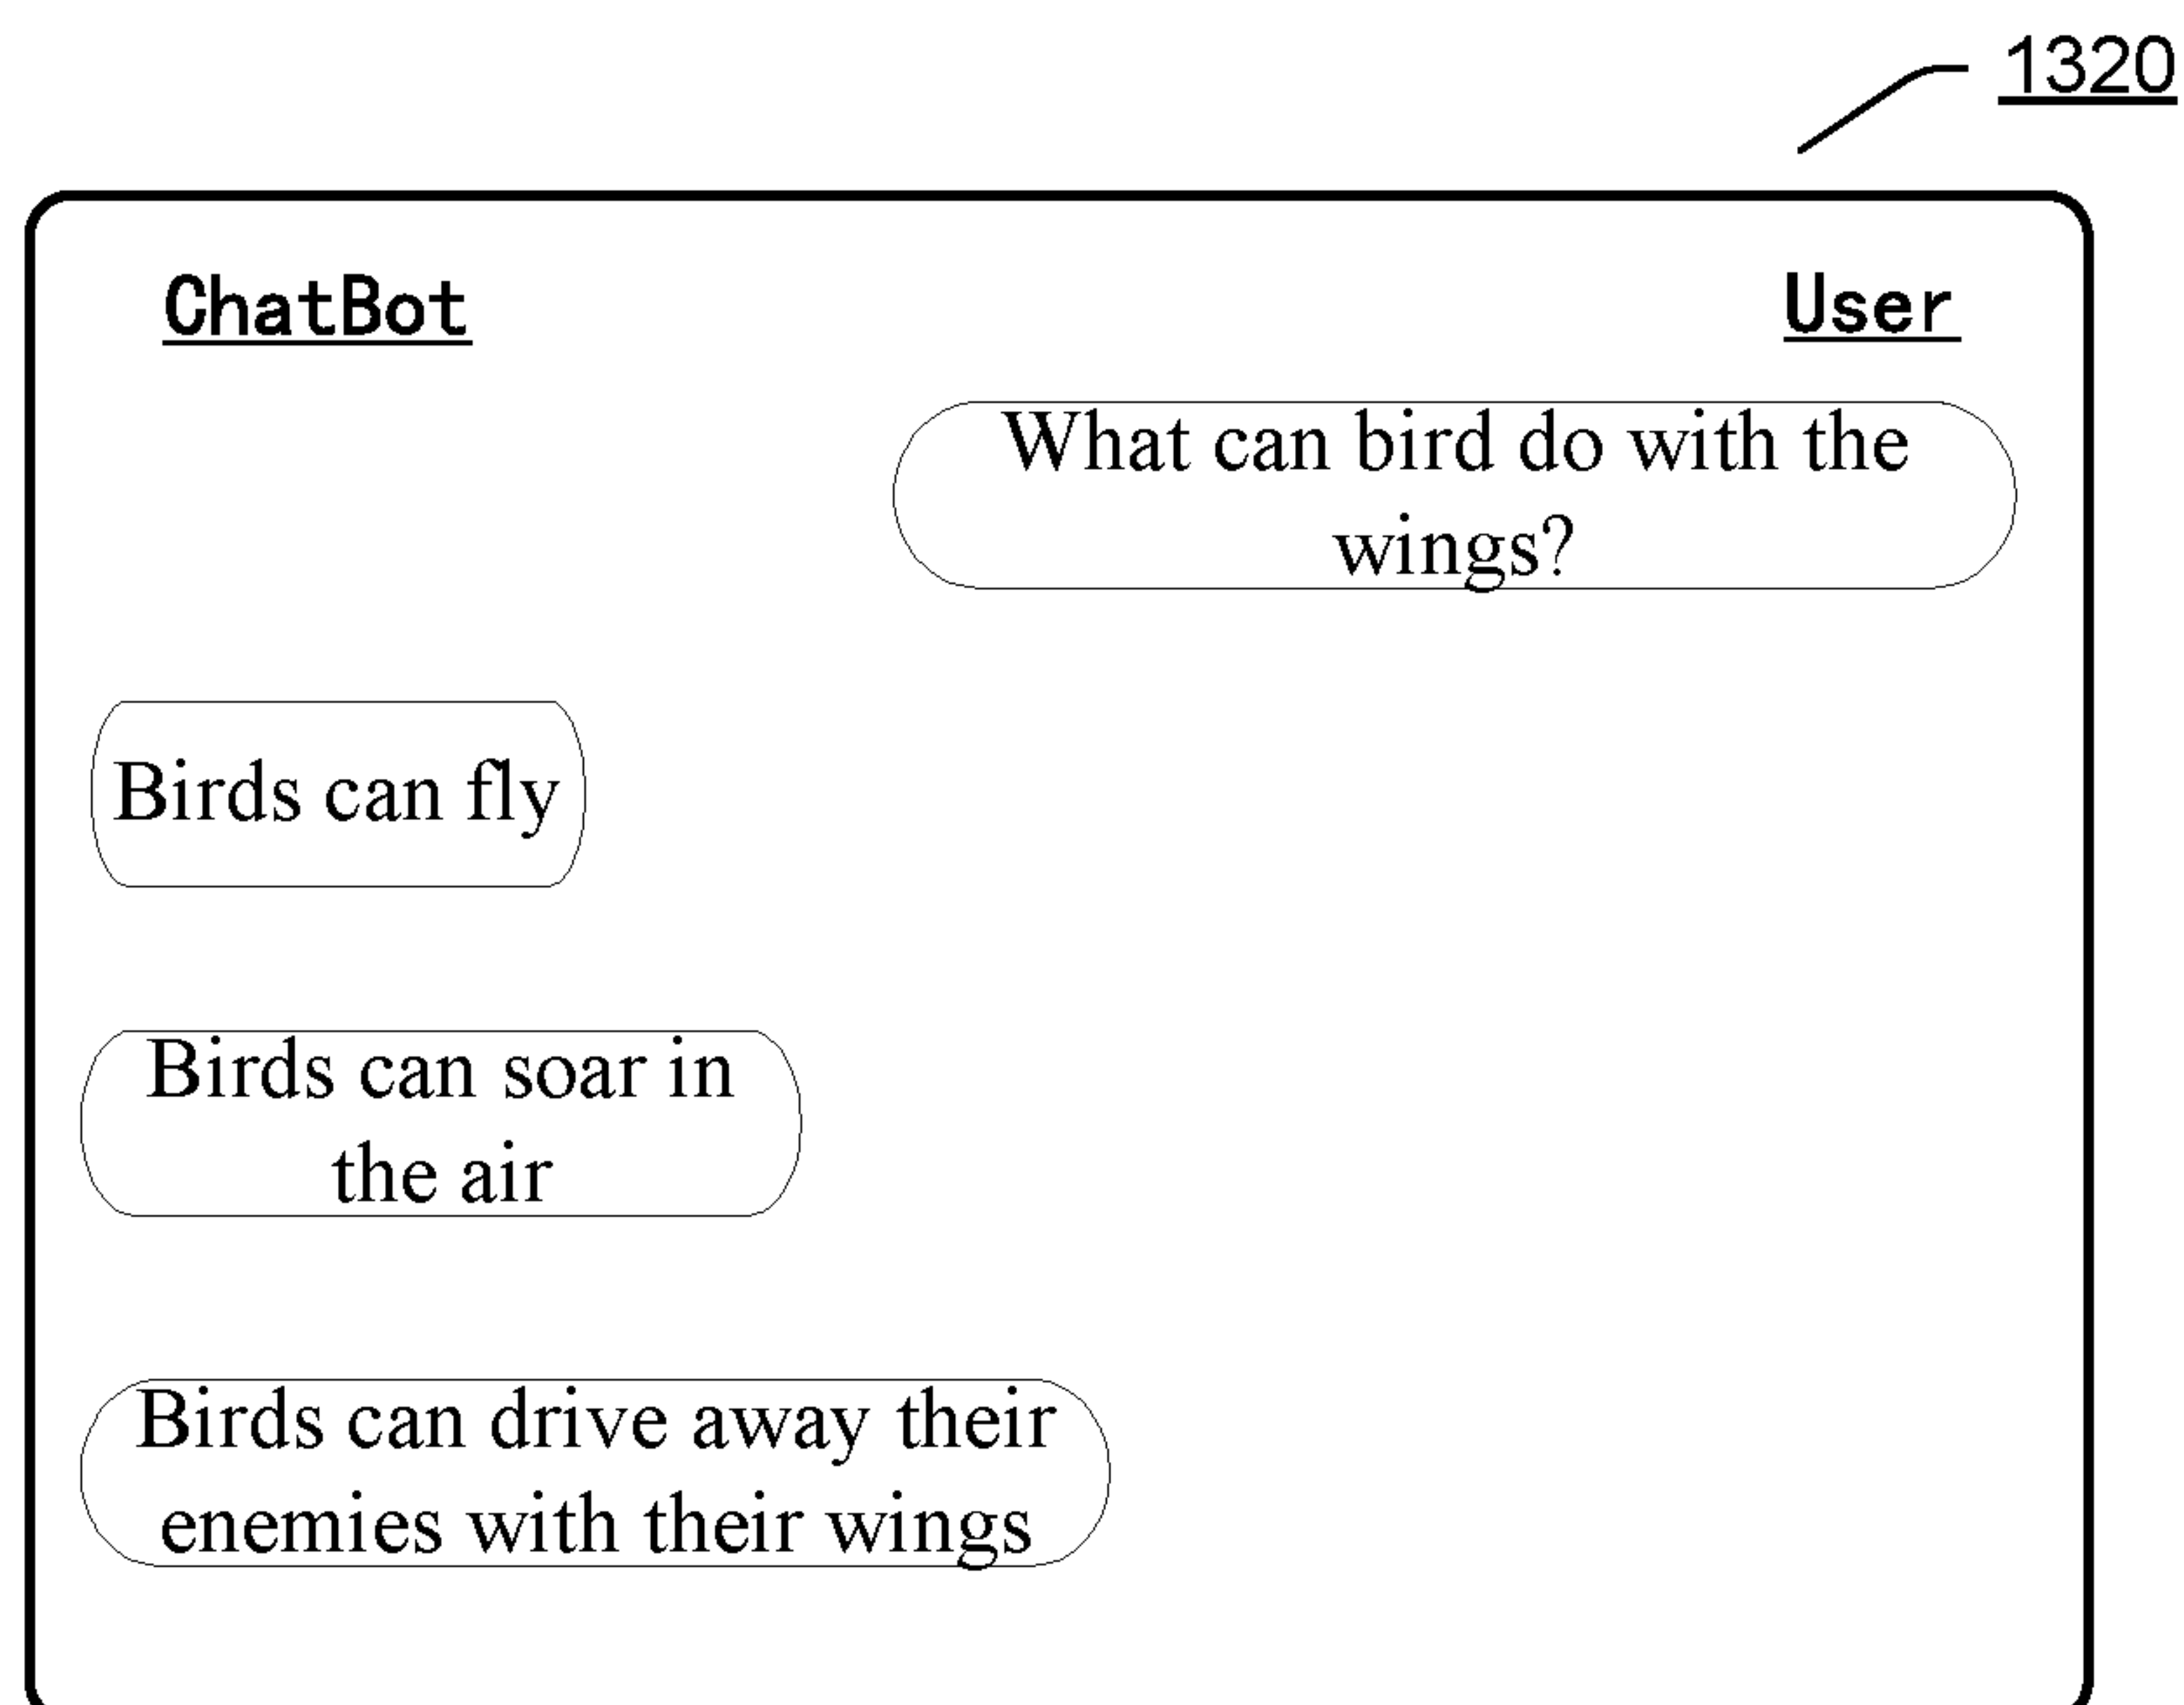 1320
ChatBot User
What can bird do with the
wings?
Birds can fly
Birds can soar in
the air
Birds can drive away their
enemies with their wings